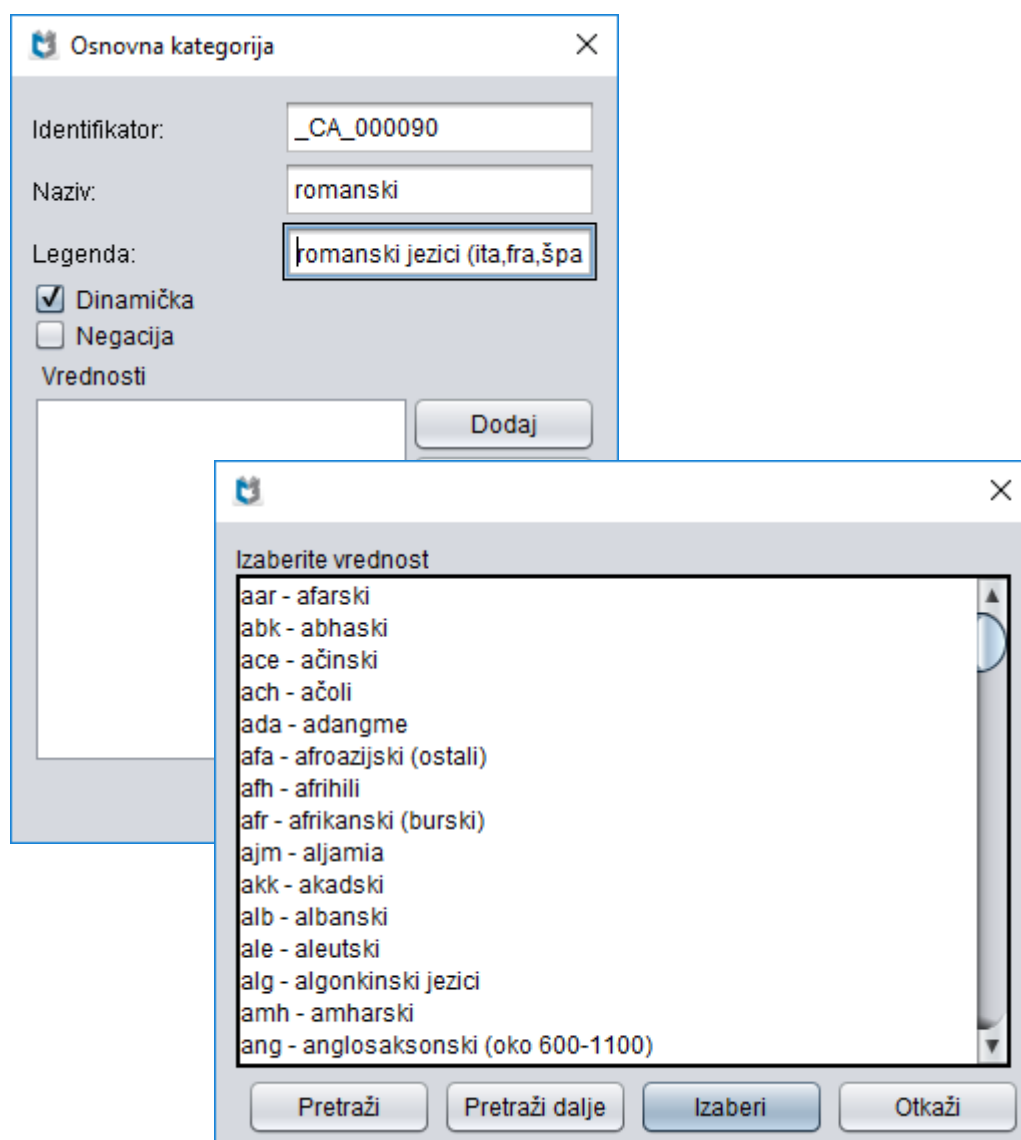 Osnovna kategorija
Identifikator: _CA_000090
Naziv: romanski
Legenda: romanski jezici (ita,fra,špa
Dinamička
Negacija
Vrednosti
Dodaj
Izaberite vrednost
aar - afarski
abk - abhaski
ace - ačinski
ach - ačoli
ada - adangme
afa - afroazijski (ostali)
afh - afrihili
afr - afrikanski (burski)
ajm - aljamia
akk - akadski
alb - albanski
ale - aleutski
alg - algonkinski jezici
amh - amharski
ang - anglosaksonski (oko 600-1100)
Pretraži Pretraži dalje Izaberi Otkaži